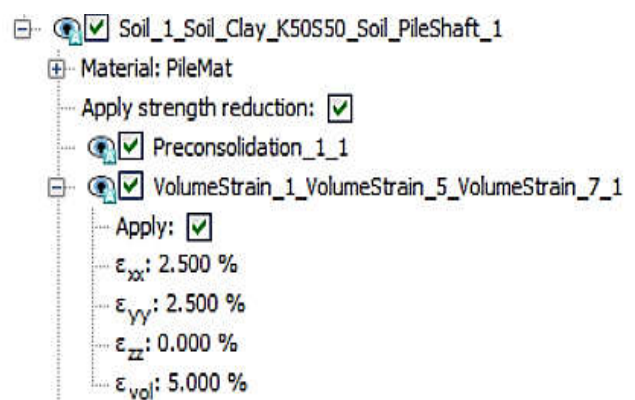 Soil_1_Soil_Clay_K50S50_Soil_PileShaft_1
Material: PileMat
Apply strength reduction:
Preconsolidation_1_1
VolumeStrain_1_VolumeStrain_5_VolumeStrain_7_1
Apply:
εxx: 2.500 %
εyy: 2.500 %
εzz: 0.000 %
εvol: 5.000 %